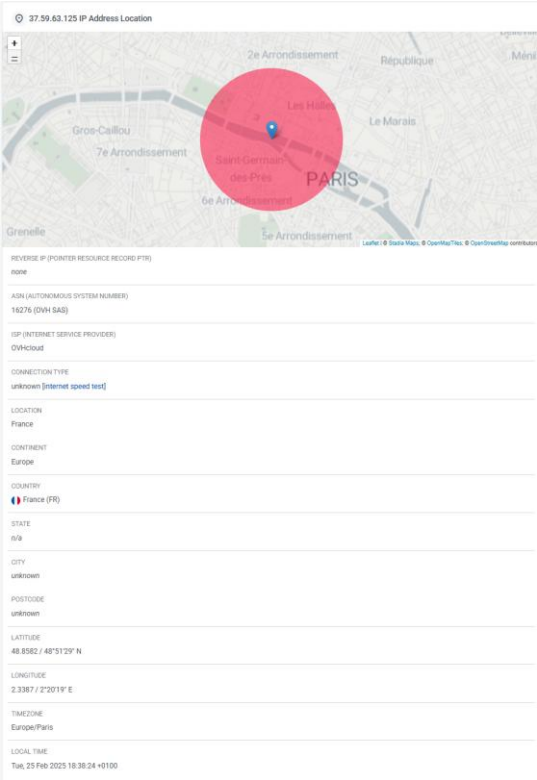 37.59.63.125 IP Address Location
+
=
2e Arrondissement
République
Les Halles
Gros-Caillou
Le Marais
7e Arrondissement
Saint-Germain
des-Prés
PARIS
6e Arrondissement
Grenelle
5e Arrondissement
Leaflet | © Stadia Maps, © OpenMapTiles, © OpenStreetMap contributors
REVERSE IP (POINTER RESOURCE RECORD PTR)
none
ASN (AUTONOMOUS SYSTEM NUMBER)
16276 (OVH SAS)
ISP (INTERNET SERVICE PROVIDER)
OVHcloud
CONNECTION TYPE
unknown [internet speed test]
LOCATION
France
CONTINENT
Europe
COUNTRY
France (FR)
STATE
n/a
CITY
unknown
POSTCODE
unknown
LATITUDE
48.8582 / 48°51'29" N
LONGITUDE
2.3387 / 2°20'19" E
TIMEZONE
Europe/Paris
LOCAL TIME
Tue, 25 Feb 2025 18:38:24 +0100